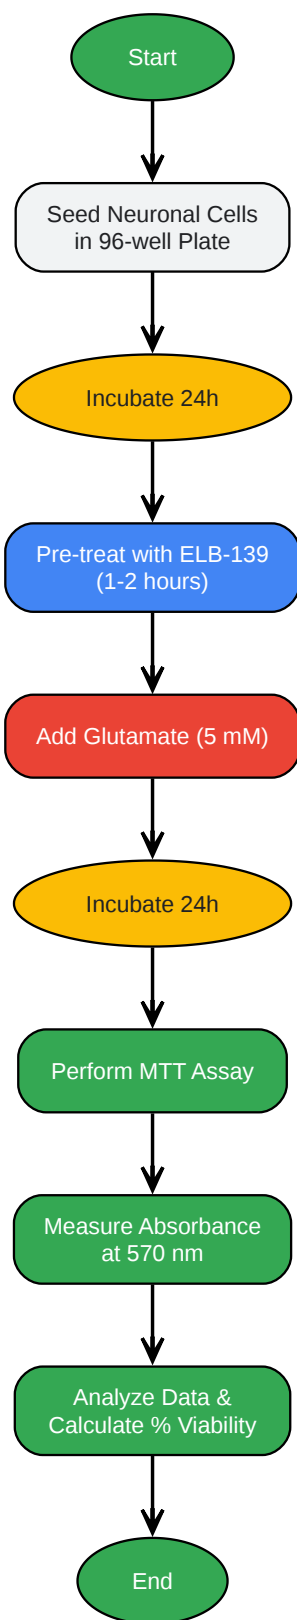 Start
Seed Neuronal Cells
in 96-well Plate
Incubate 24h
Pre-treat with ELB-139
(1-2 hours)
Add Glutamate (5 mM)
Incubate 24h
Perform MTT Assay
Measure Absorbance
at 570 nm
Analyze Data &
Calculate % Viability
End